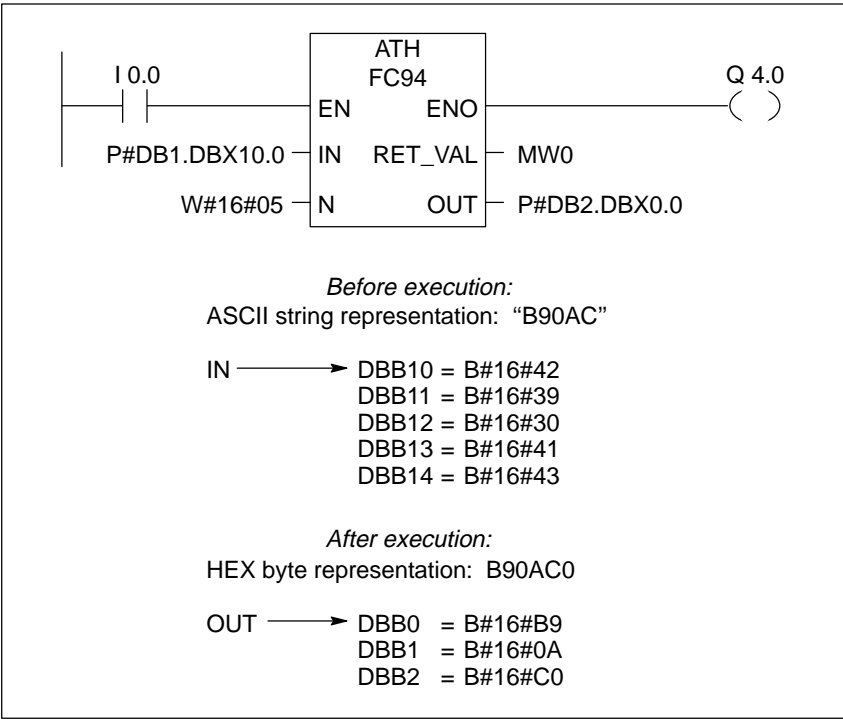 ATH
I 0.0 FC94 Q 4.0
EN ENO
P#DB1.DBX10.0 IN RET_VAL MW0
W#16#05 N OUT P#DB2.DBX0.0
Before execution:
ASCII string representation: “B90AC”
IN DBB10 = B#16#42
DBB11 = B#16#39
DBB12 = B#16#30
DBB13 = B#16#41
DBB14 = B#16#43
After execution:
HEX byte representation: B90AC0
OUT DBB0 = B#16#B9
DBB1 = B#16#0A
DBB2 = B#16#C0